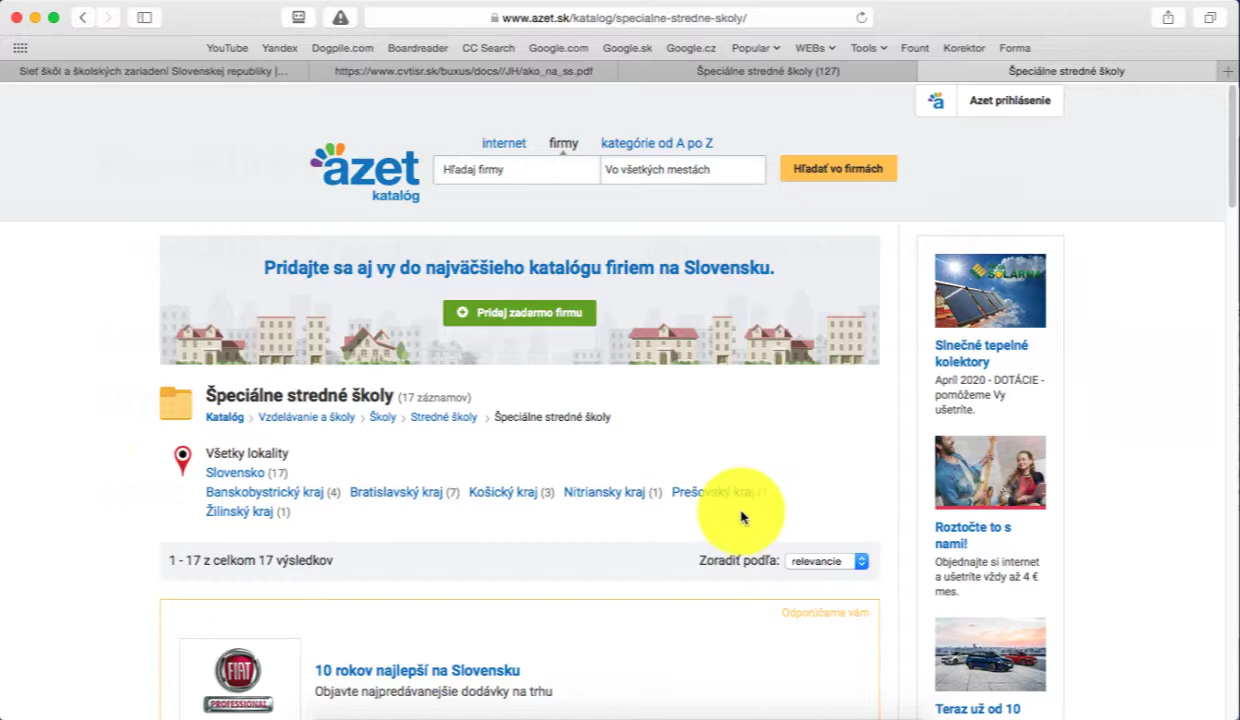 www.azet.sk/katalog/specialne-stredne-skoly/
YouTube Yandex Dogpile.com Boardreader CC Search Google.com Google.sk Google.cz Popular WEBs Tools Fount Korektor Forma
Sieť škôl a školských zariadení Slovenskej republiky |...
https://www.cvtisr.sk/buxus/docs//JH/ako_na_ss.pdf
Špeciálne stredné školy (127)
Špeciálne stredné školy
a Azet prihlásenie
internet firmy kategórie od A po Z
azet
katalóg
Hľadaj firmy
Vo všetkých mestách
Hľadať vo firmách
Pridajte sa aj vy do najväčšieho katalógu firiem na Slovensku.
Pridaj zadarmo firmu
Špeciálne stredné školy (17 záznamov)
Katalóg > Vzdelávanie a školy > Školy > Stredné školy > Špeciálne stredné školy
Všetky lokality
Slovensko (17)
Banskobystrický kraj (4) Bratislavský kraj (7) Košický kraj (3) Nitriansky kraj (1) Prešovský kraj (1
Žilinský kraj (1)
1 - 17 z celkom 17 výsledkov
Zoradiť podľa: relevancie
Odporúčame vám
FIAT
PROFESSIONAL
10 rokov najlepší na Slovensku
Objavte najpredávanejšie dodávky na trhu
SOLARNA
Slnečné tepelné
kolektory
Apríl 2020 - DOTÁCIE -
pomôžeme Vy
ušetríte.
Roztočte to s
nami!
Objednajte si internet
a ušetríte vždy až 4 €
mes.
Teraz už od 10